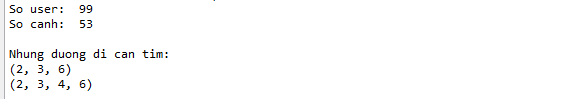 So user:  99
So canh:  53
Nhung duong di can tim:
(2, 3, 6)
(2, 3, 4, 6)